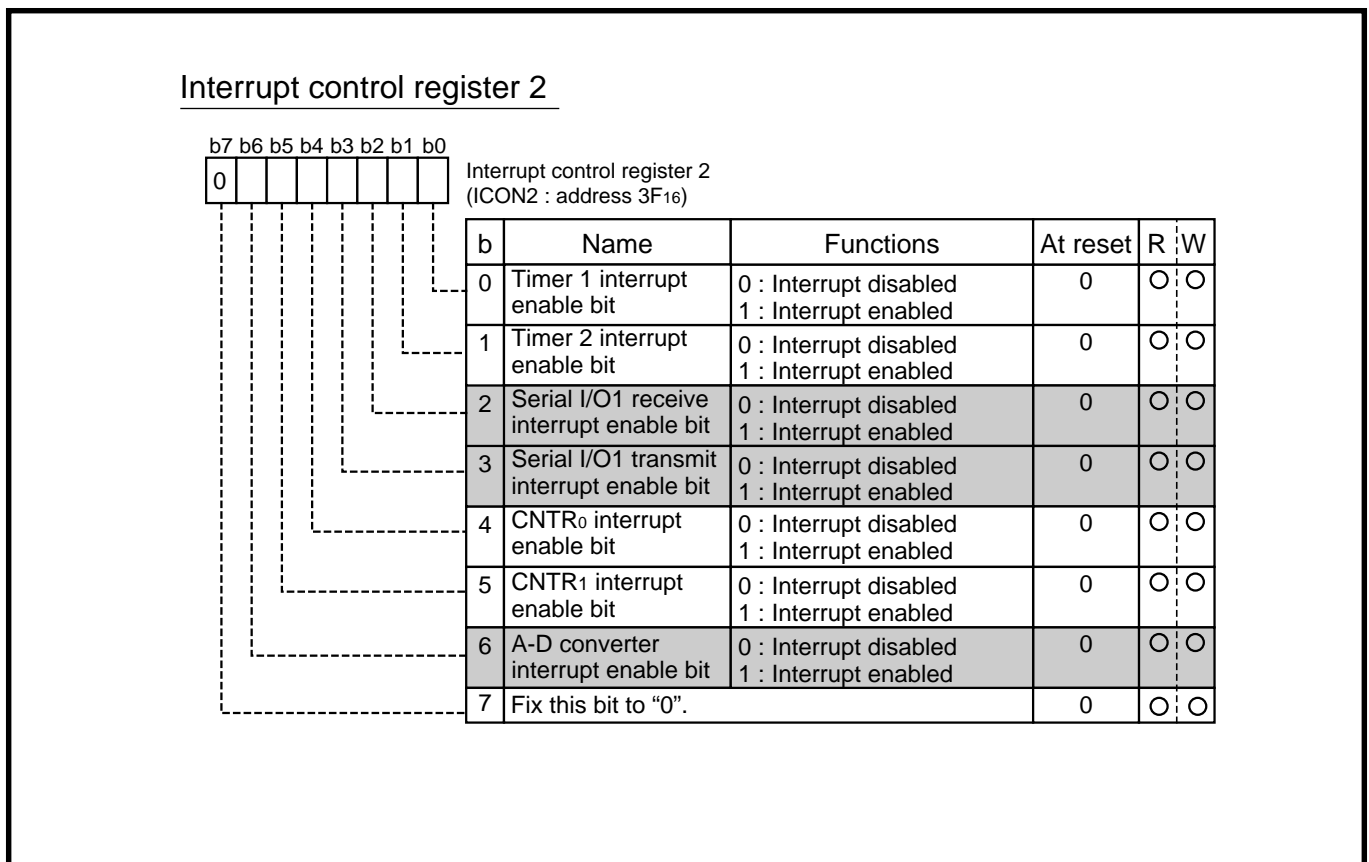 Interrupt control register 2
b7 b6 b5 b4 b3 b2 b1 b0
0
Interrupt control register 2
(ICON2 : address 3F16)
b Name Functions At reset R W
0 Timer 1 interrupt enable bit 0 : Interrupt disabled 0 ○ ○
1 : Interrupt enabled
1 Timer 2 interrupt enable bit 0 : Interrupt disabled 0 ○ ○
1 : Interrupt enabled
2 Serial I/O1 receive interrupt enable bit 0 : Interrupt disabled 0 ○ ○
1 : Interrupt enabled
3 Serial I/O1 transmit interrupt enable bit 0 : Interrupt disabled 0 ○ ○
1 : Interrupt enabled
4 CNTR0 interrupt enable bit 0 : Interrupt disabled 0 ○ ○
1 : Interrupt enabled
5 CNTR1 interrupt enable bit 0 : Interrupt disabled 0 ○ ○
1 : Interrupt enabled
6 A-D converter interrupt enable bit 0 : Interrupt disabled 0 ○ ○
1 : Interrupt enabled
7 Fix this bit to “0”. 0 ○ ○